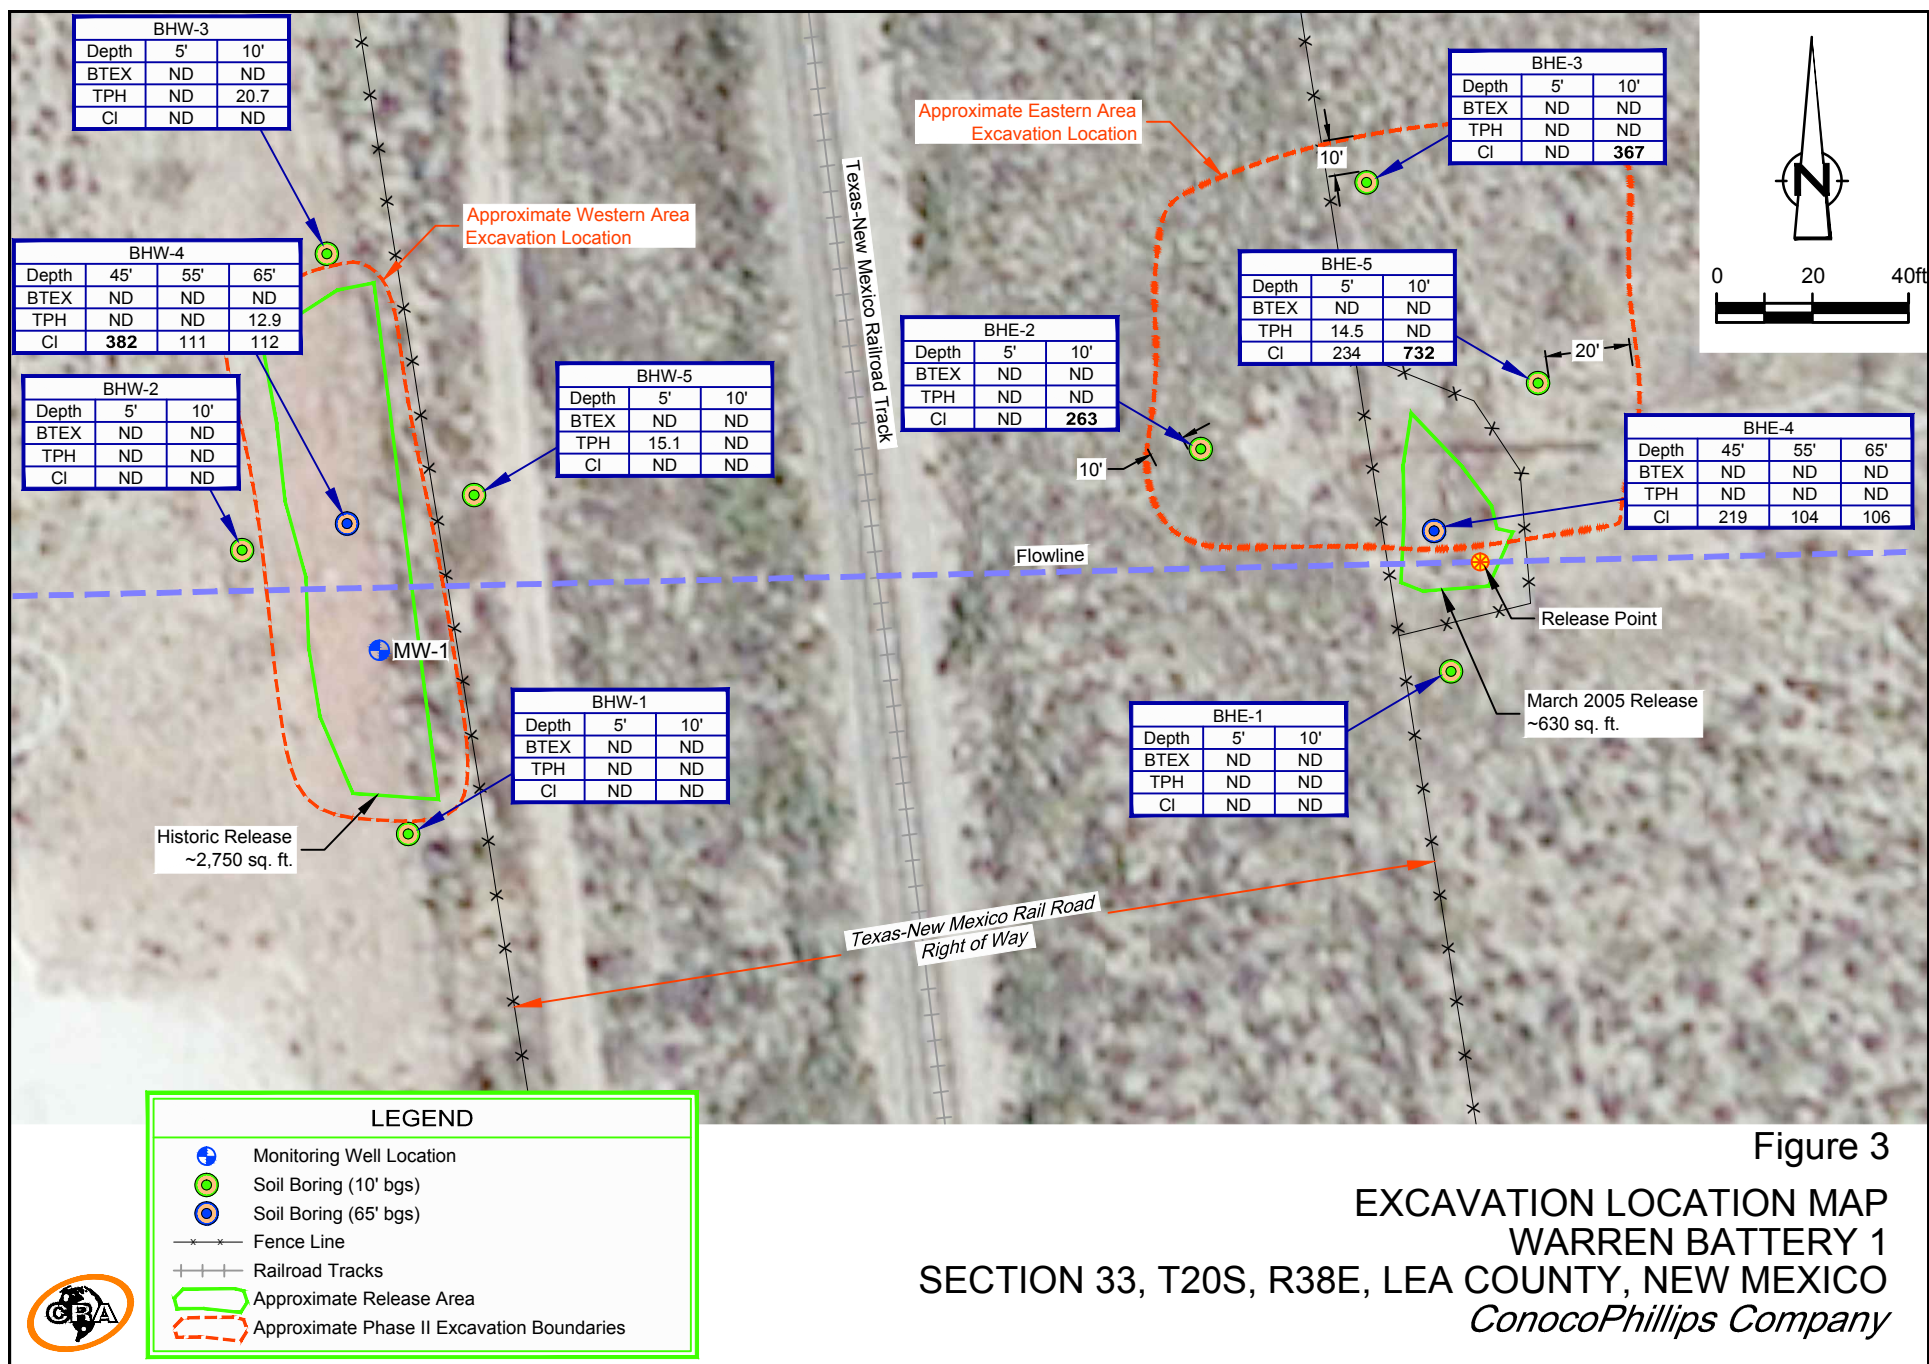 BHW-3
Depth 5' 10'
BTEX ND ND
TPH ND 20.7
Cl ND ND
Approximate Eastern Area
Excavation Location
BHE-3
Depth 5' 10'
BTEX ND ND
TPH ND ND
Cl ND 367
N
10'
0 20 40ft
Approximate Western Area
Excavation Location
Texas-New Mexico Railroad Track
BHW-4
Depth 45' 55' 65'
BTEX ND ND ND
TPH ND ND 12.9
Cl 382 111 112
BHE-5
Depth 5' 10'
BTEX ND ND
TPH 14.5 ND
Cl 234 732
20'
BHE-2
Depth 5' 10'
BTEX ND ND
TPH ND ND
Cl ND 263
10'
BHW-2
Depth 5' 10'
BTEX ND ND
TPH ND ND
Cl ND ND
BHW-5
Depth 5' 10'
BTEX ND ND
TPH 15.1 ND
Cl ND ND
BHE-4
Depth 45' 55' 65'
BTEX ND ND ND
TPH ND ND ND
Cl 219 104 106
Flowline
Release Point
MW-1
March 2005 Release
~630 sq. ft.
BHW-1
Depth 5' 10'
BTEX ND ND
TPH ND ND
Cl ND ND
BHE-1
Depth 5' 10'
BTEX ND ND
TPH ND ND
Cl ND ND
Historic Release
~2,750 sq. ft.
Texas-New Mexico Rail Road
Right of Way
LEGEND
Monitoring Well Location
Soil Boring (10' bgs)
Soil Boring (65' bgs)
Fence Line
Railroad Tracks
Approximate Release Area
Approximate Phase II Excavation Boundaries
CRA
Figure 3
EXCAVATION LOCATION MAP
WARREN BATTERY 1
SECTION 33, T20S, R38E, LEA COUNTY, NEW MEXICO
ConocoPhillips Company